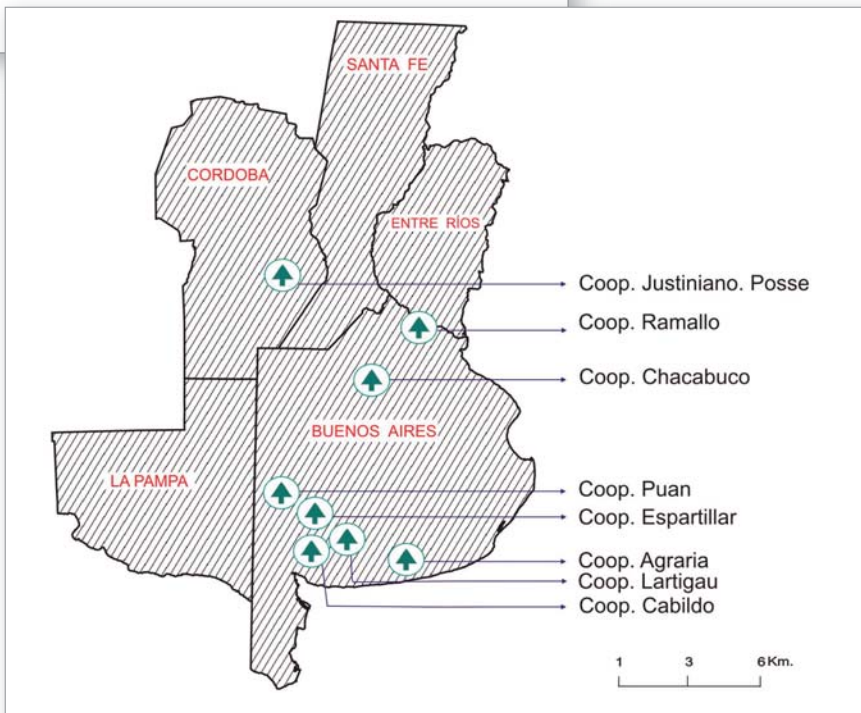 SANTA FE
CORDOBA
ENTRE RÍOS
Coop. Justiniano. Posse
Coop. Ramallo
Coop. Chacabuco
BUENOS AIRES
LA PAMPA
Coop. Puan
Coop. Espartillar
Coop. Agraria
Coop. Lartigau
Coop. Cabildo
1 3 6 Km.